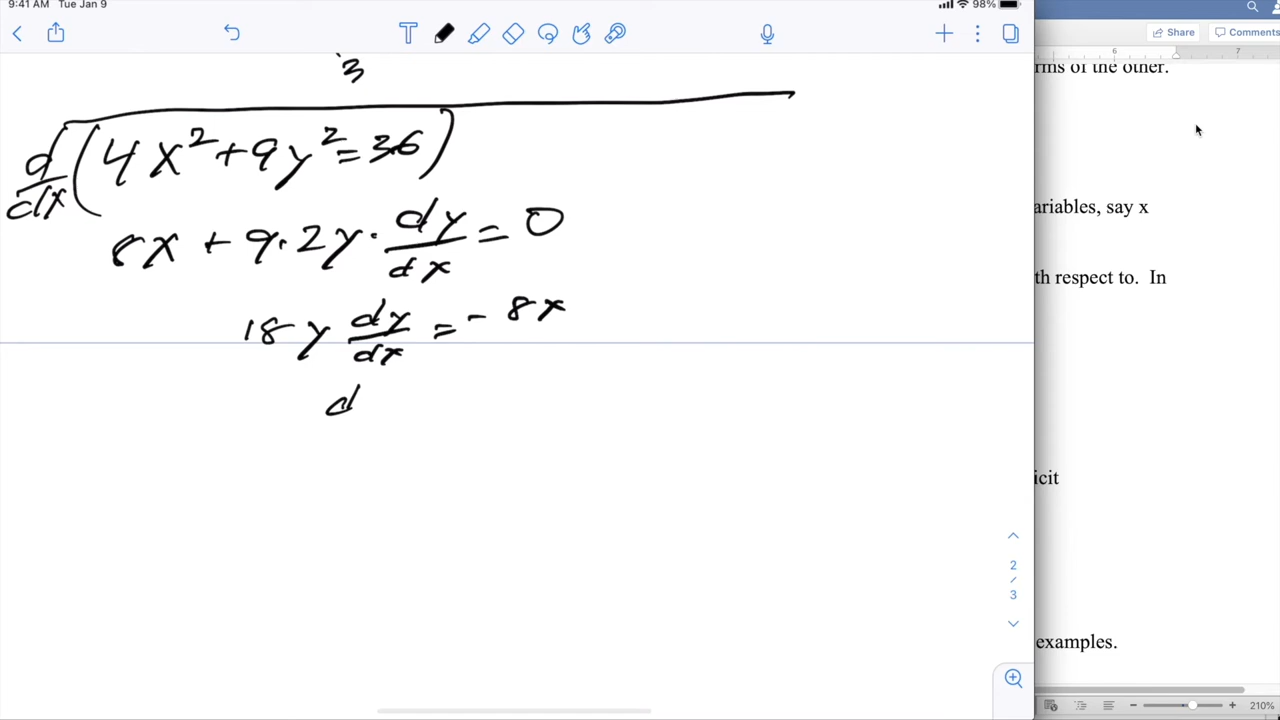 9:41 AM Tue Jan 9
98%
T
Share
Comments
6
7
3
rms of the other.
d/dx (4x² + 9y² = 36)
ariables, say x
8x + 9·2y · dy/dx = 0
th respect to. In
18y dy/dx = - 8x
d
icit
2
/
3
examples.
210%